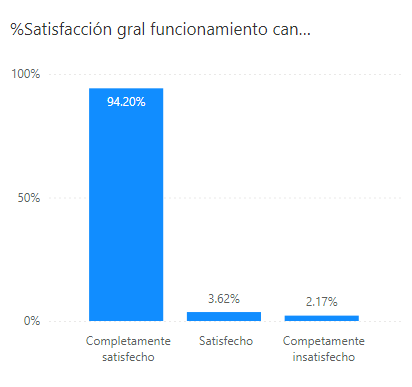 %Satisfacción gral funcionamiento can...
100%
94.20%
50%
3.62%
2.17%
0%
Completamente
satisfecho
Satisfecho
Competamente
insatisfecho